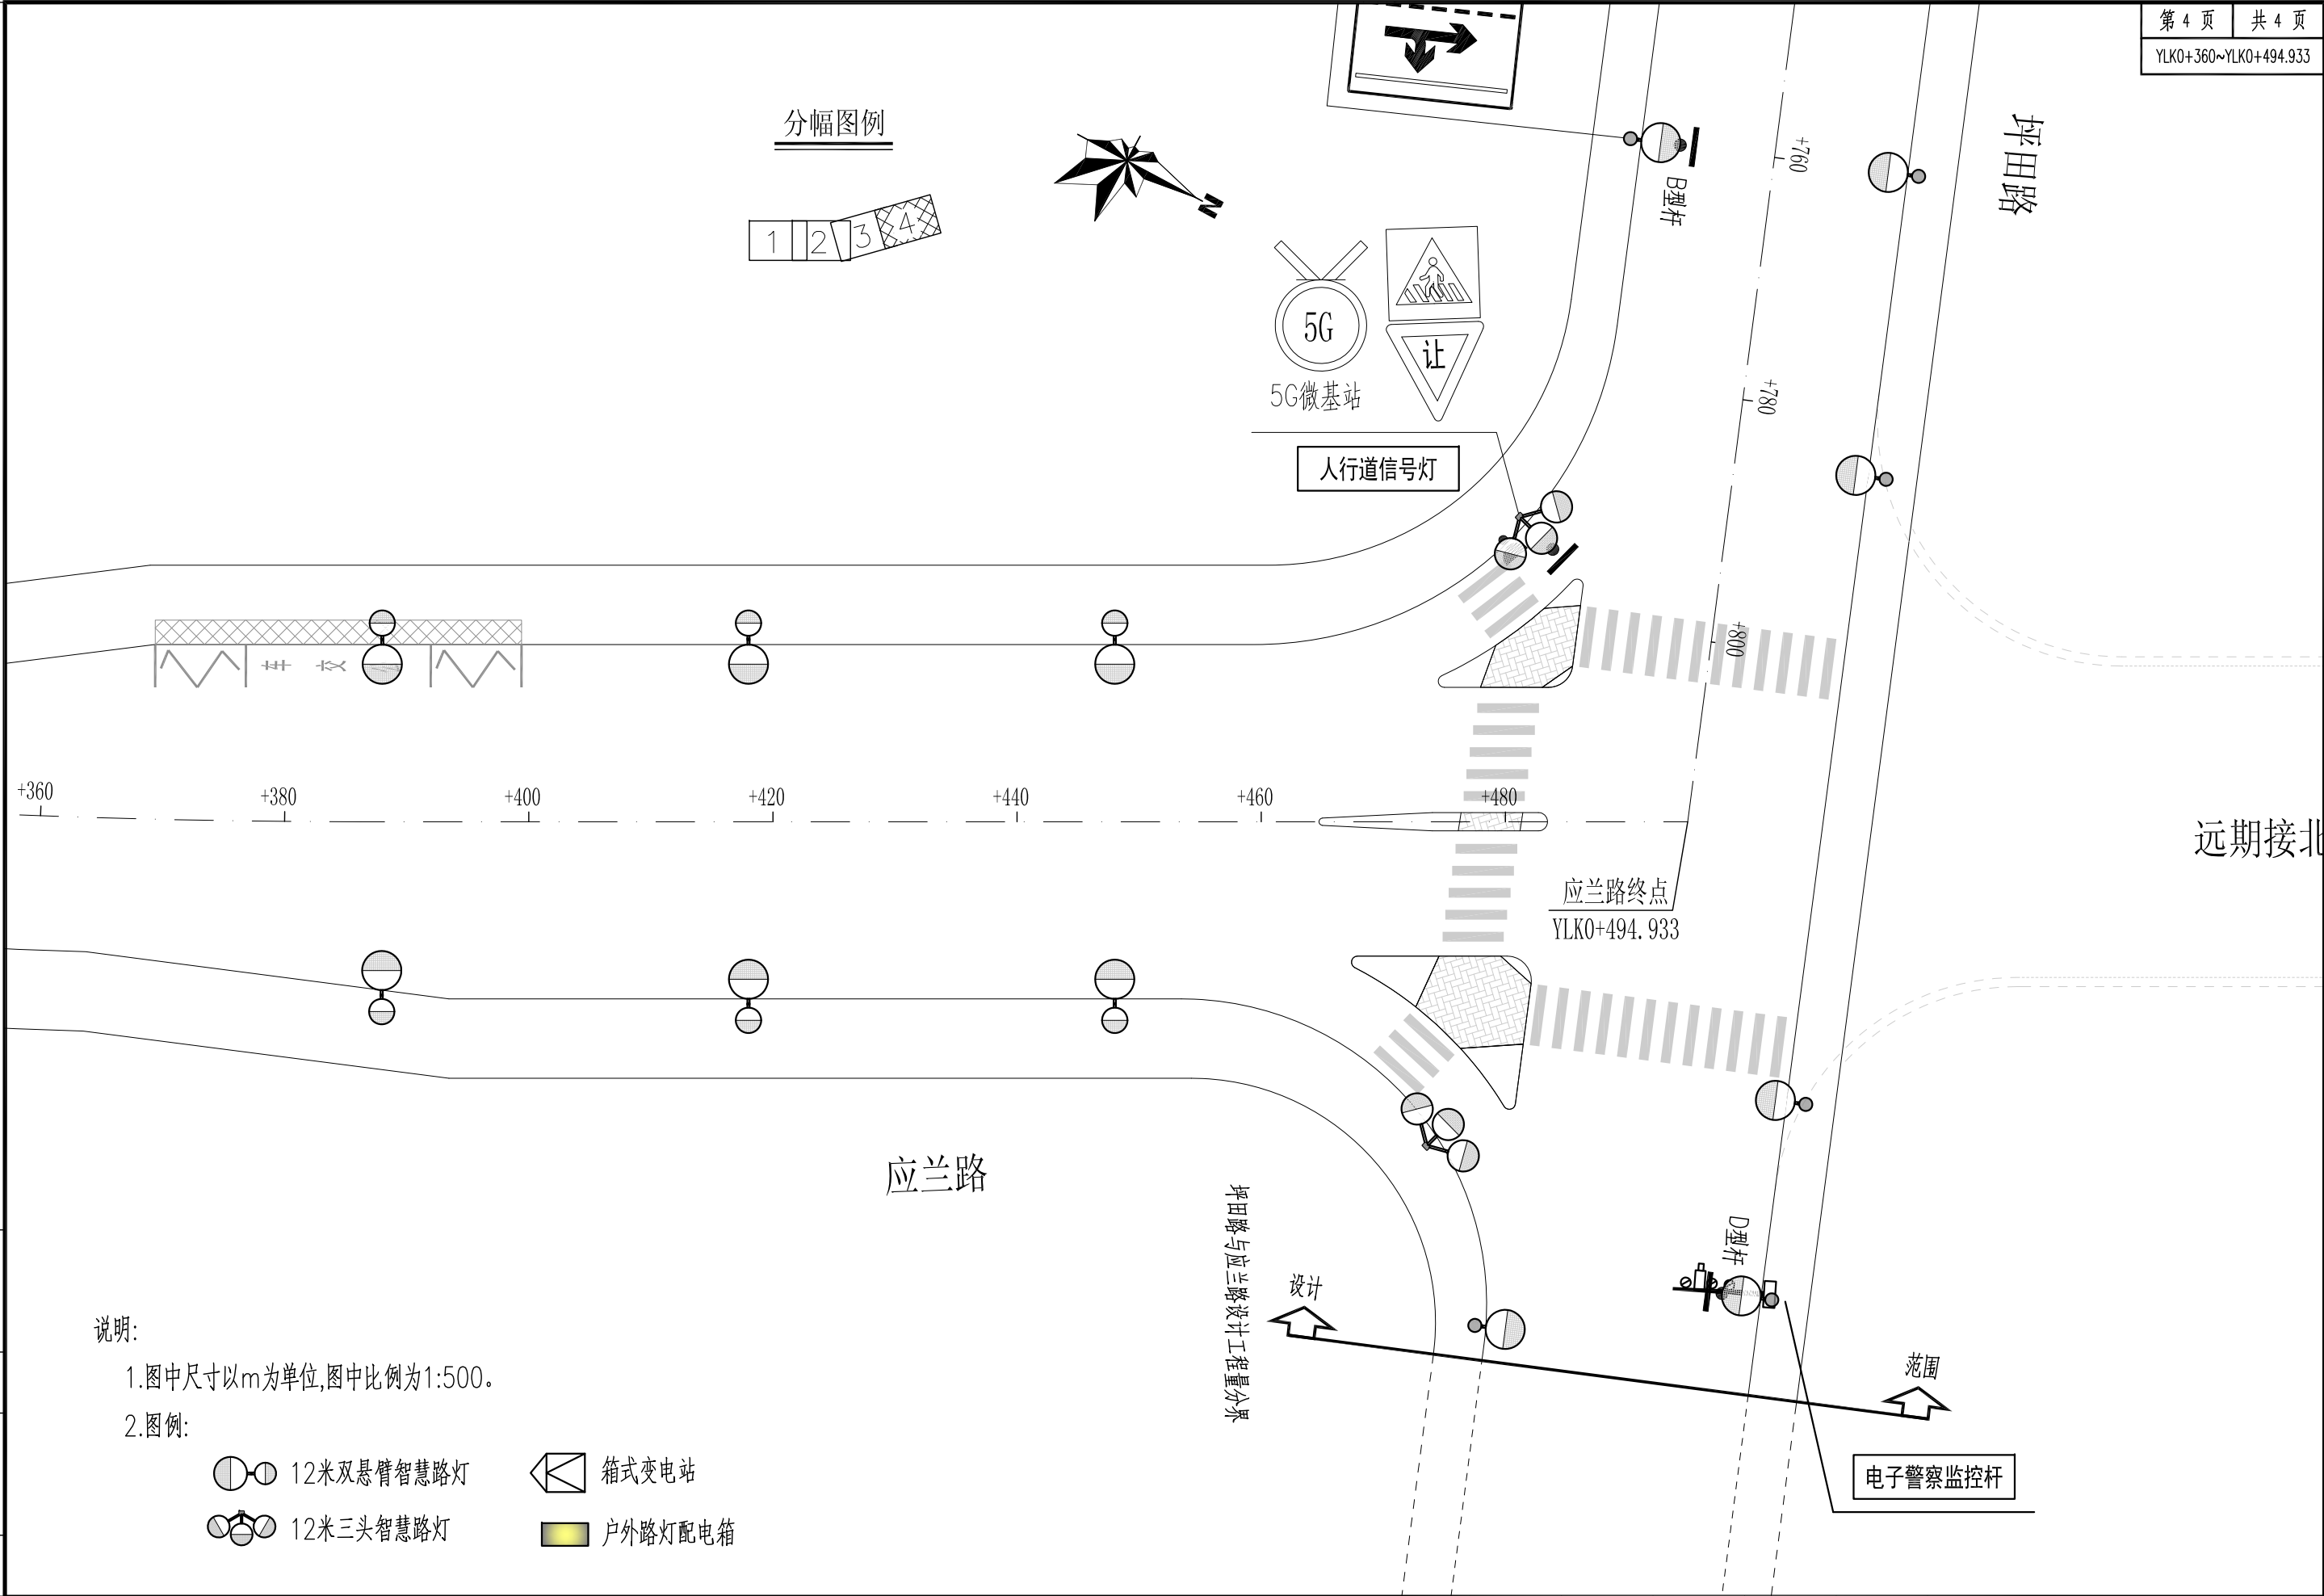 第 4 页 共 4 页
YLK0+360~YLK0+494.933
分幅图例
1 2 3 4
N
B型杆
+760
坪田路
5G
让
5G微基站
+780
人行道信号灯
+800
+360 +380 +400 +420 +440 +460 +480
远期接北
应兰路终点
YLK0+494.933
应兰路
坪田路与应兰路设计工程量分界
设计
D型杆
范围
电子警察监控杆
说明:
1.图中尺寸以m为单位,图中比例为1:500。
2.图例:
12米双悬臂智慧路灯
箱式变电站
12米三头智慧路灯
户外路灯配电箱